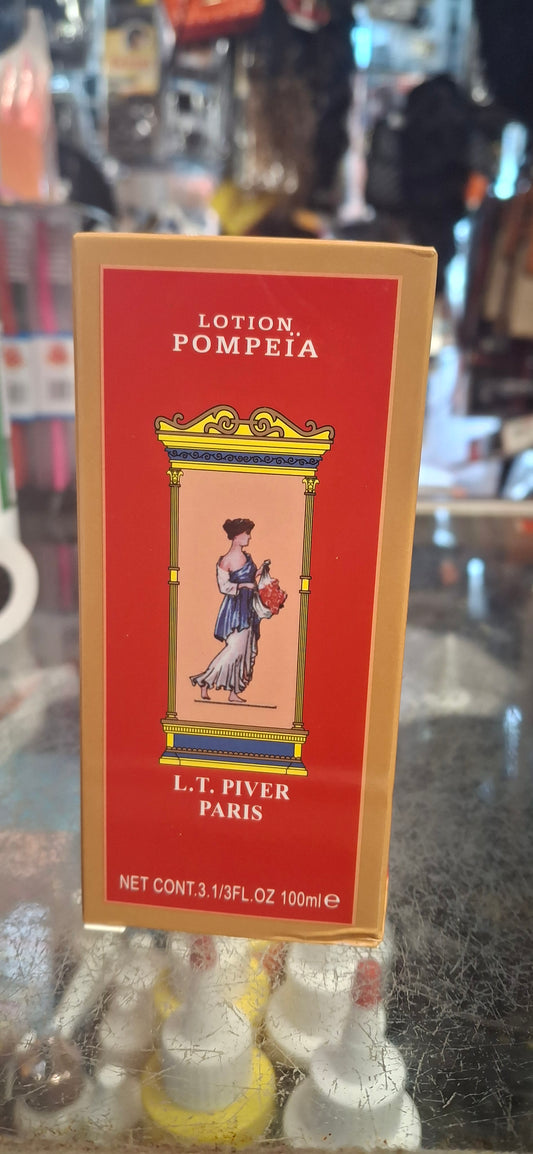 LOTION
POMPEÏA
L.T. PIVER
PARIS
NET CONT.3.1/3FL.OZ 100ml℮